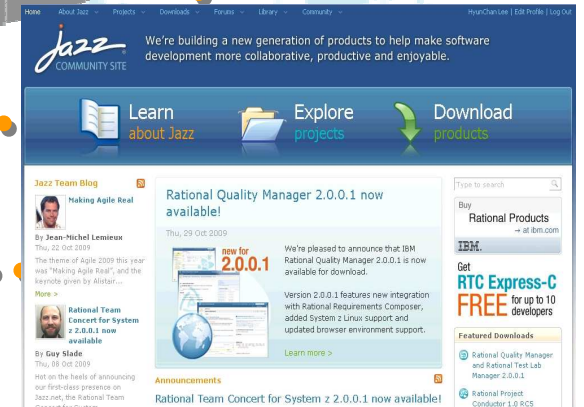 Home About Jazz Projects Downloads Forums Library Community HyunChan Lee | Edit Profile | Log Out
jazz
COMMUNITY SITE
We're building a new generation of products to help make software
development more collaborative, productive and enjoyable.
Learn
about Jazz
Explore
projects
Download
products
Jazz Team Blog
Making Agile Real
By Jean-Michel Lemieux
Thu, 22 Oct 2009
The theme of Agile 2009 this year
was "Making Agile Real", and the
keynote given by Alistair...
More >
Rational Team
Concert for System
z 2.0.0.1 now
available
By Guy Slade
Thu, 08 Oct 2009
Hot on the heels of announcing
our first-class presence on
Jazz.net, the Rational Team
Concert for System
Rational Quality Manager 2.0.0.1 now
available!
Thu, 29 Oct 2009
new for
2.0.0.1
We're pleased to announce that IBM
Rational Quality Manager 2.0.0.1 is now
available for download.
Version 2.0.0.1 features new integration
with Rational Requirements Composer,
added System z Linux support and
updated browser environment support.
Learn more >
Announcements
Rational Team Concert for System z 2.0.0.1 available!
Type to search
Buy
Rational Products
→ at ibm.com
IBM.
Get
RTC Express-C
FREE for up to 10
developers
Featured Downloads
Rational Quality Manager
and Rational Test Lab
Manager 2.0.0.1
Rational Project
Conductor 1.0 RC5